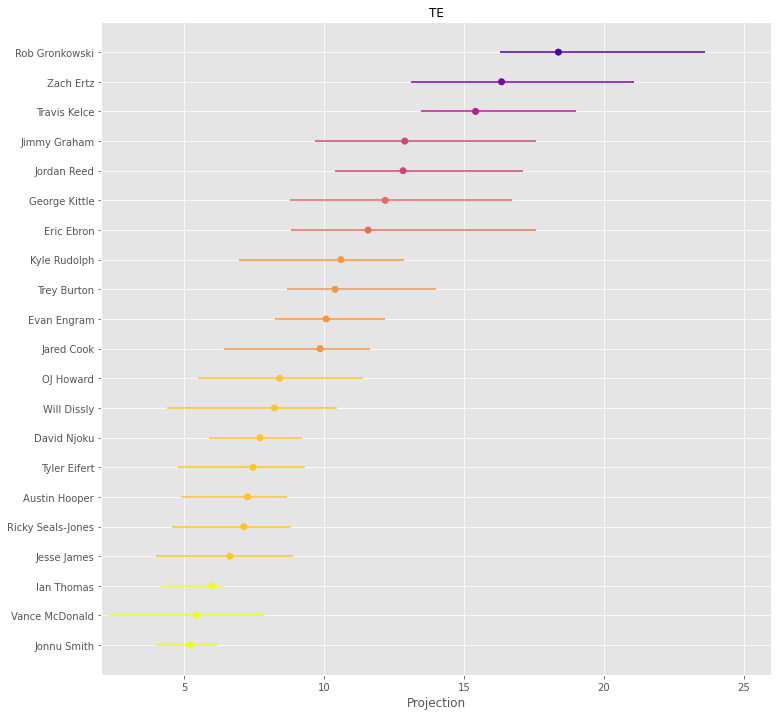 TE
Rob Gronkowski
Zach Ertz
Travis Kelce
Jimmy Graham
Jordan Reed
George Kittle
Eric Ebron
Kyle Rudolph
Trey Burton
Evan Engram
Jared Cook
OJ Howard
Will Dissly
David Njoku
Tyler Eifert
Austin Hooper
Ricky Seals-Jones
Jesse James
Ian Thomas
Vance McDonald
Jonnu Smith
5 10 15 20 25
Projection